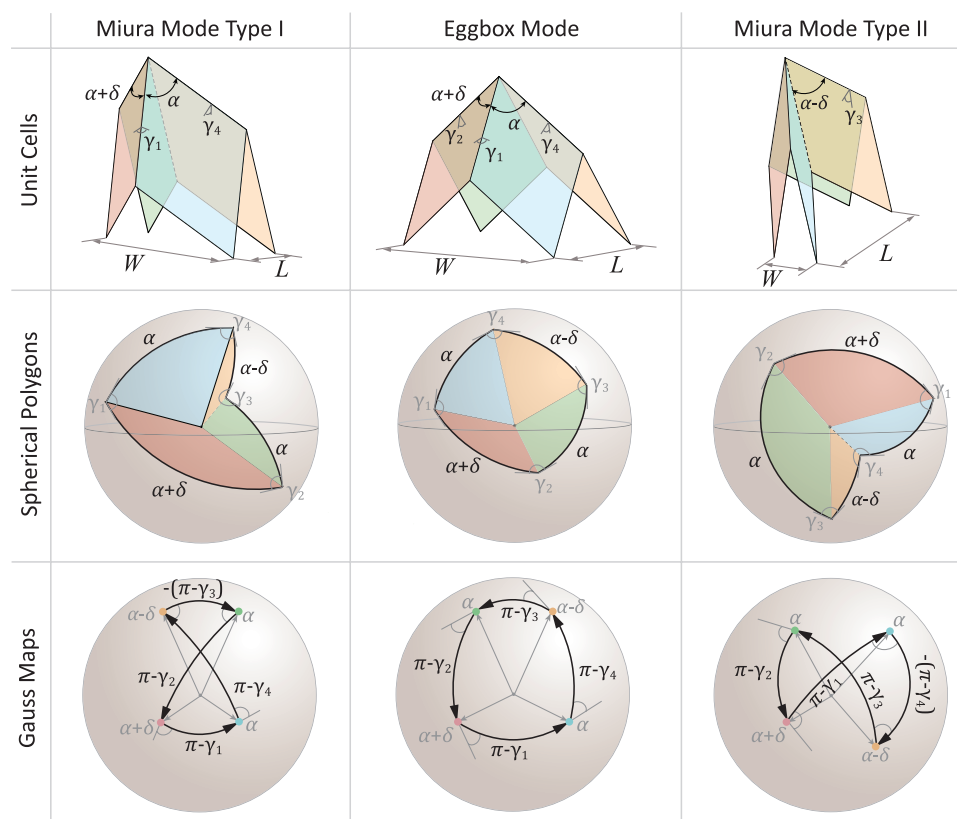 Miura Mode Type I
Eggbox Mode
Miura Mode Type II
Unit Cells
α+δ
α
γ₄
γ₁
W
L
α+δ
α
γ₂
γ₁
γ₄
W
L
α-δ
γ₃
W
L
Spherical Polygons
α
γ₄
α-δ
γ₁
γ₃
α
α+δ
γ₂
γ₄
α
α-δ
γ₁
γ₃
α+δ
α
γ₂
α+δ
γ₂
γ₁
α
γ₄
α
α-δ
γ₃
Gauss Maps
-(π-γ₃)
α-δ
α
π-γ₂
π-γ₄
α+δ
α
π-γ₁
α
α-δ
π-γ₃
π-γ₂
π-γ₄
α+δ
α
π-γ₁
α
α
π-γ₂
π-γ₁
π-γ₃
-(π-γ₄)
α+δ
α-δ